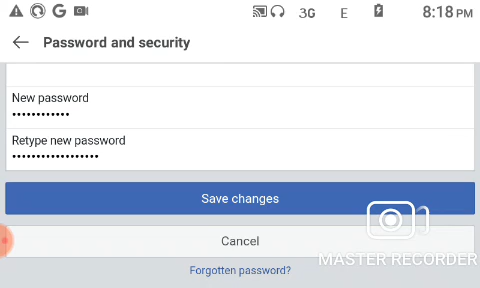 3G E 8:18 PM
Password and security
New password
••••••••••••
Retype new password
••••••••••••••••••
Save changes
Cancel
MASTER RECORDER
Forgotten password?